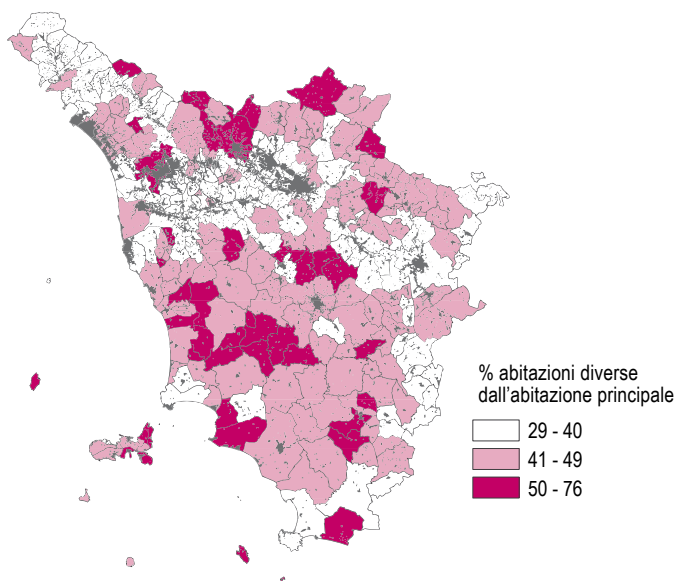 % abitazioni diverse
dall'abitazione principale
29 - 40
41 - 49
50 - 76